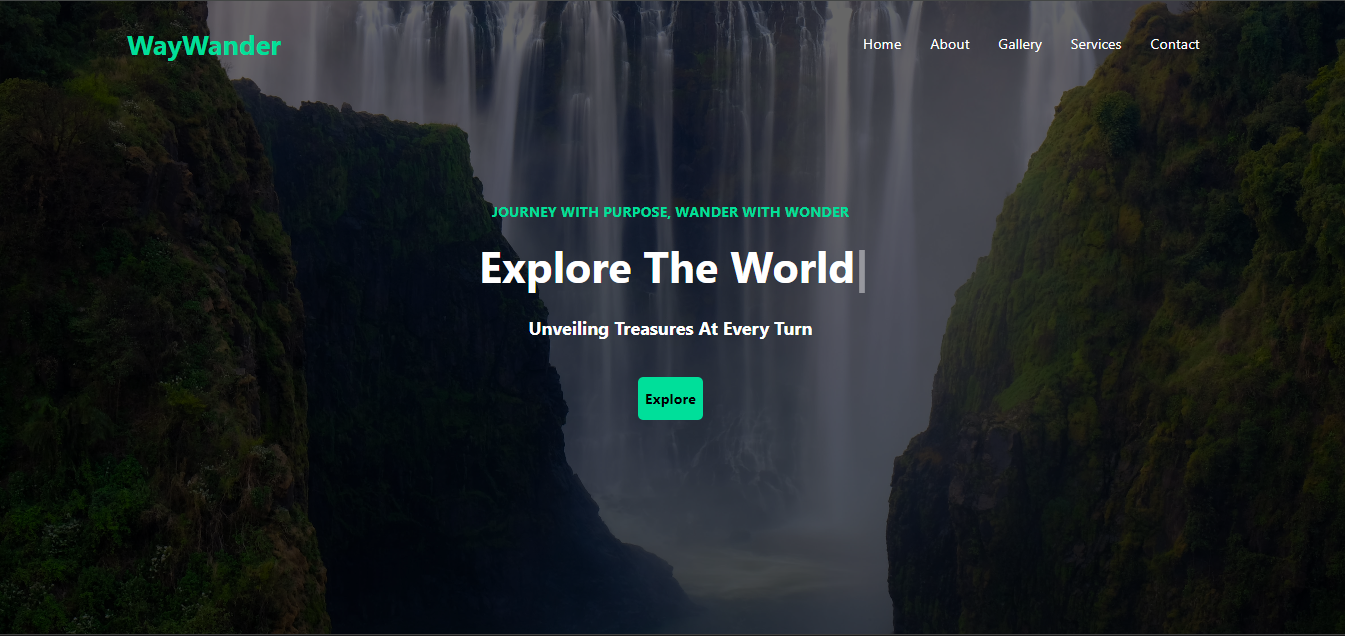 WayWander
Home About Gallery Services Contact
JOURNEY WITH PURPOSE, WANDER WITH WONDER
Explore The World|
Unveiling Treasures At Every Turn
Explore